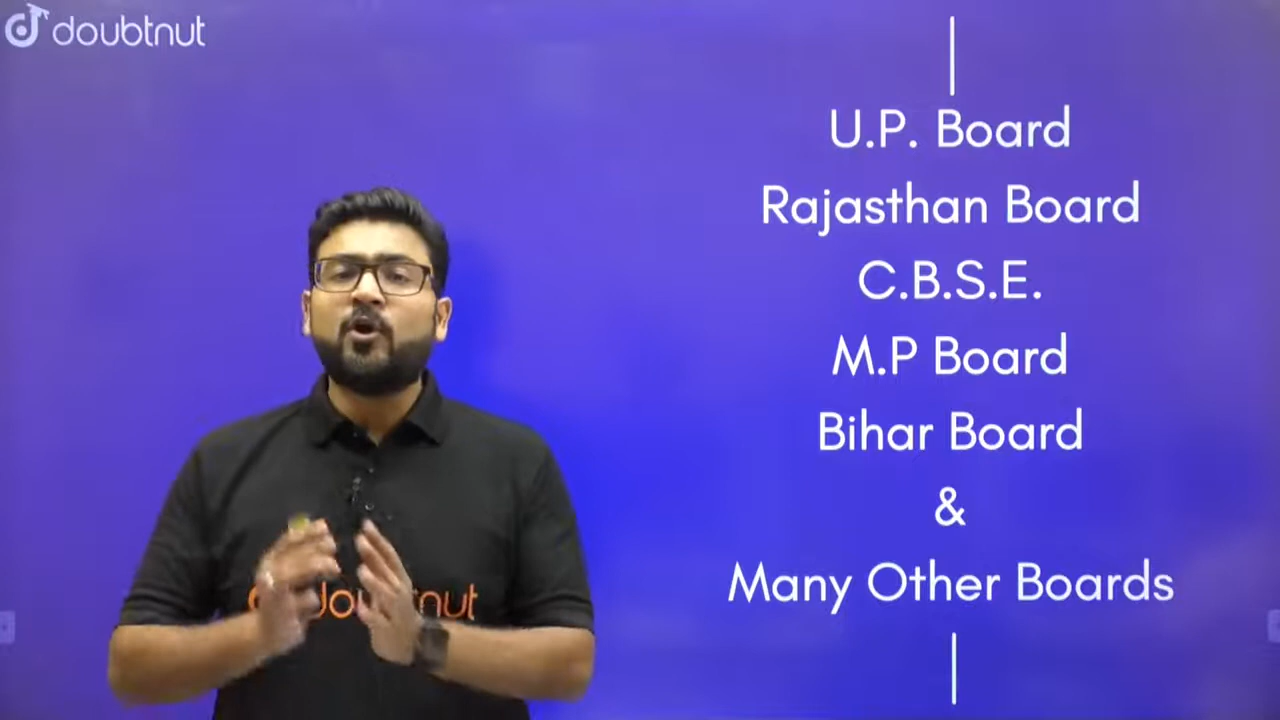 doubtnut
U.P. Board
Rajasthan Board
C.B.S.E.
M.P Board
Bihar Board
&
Many Other Boards